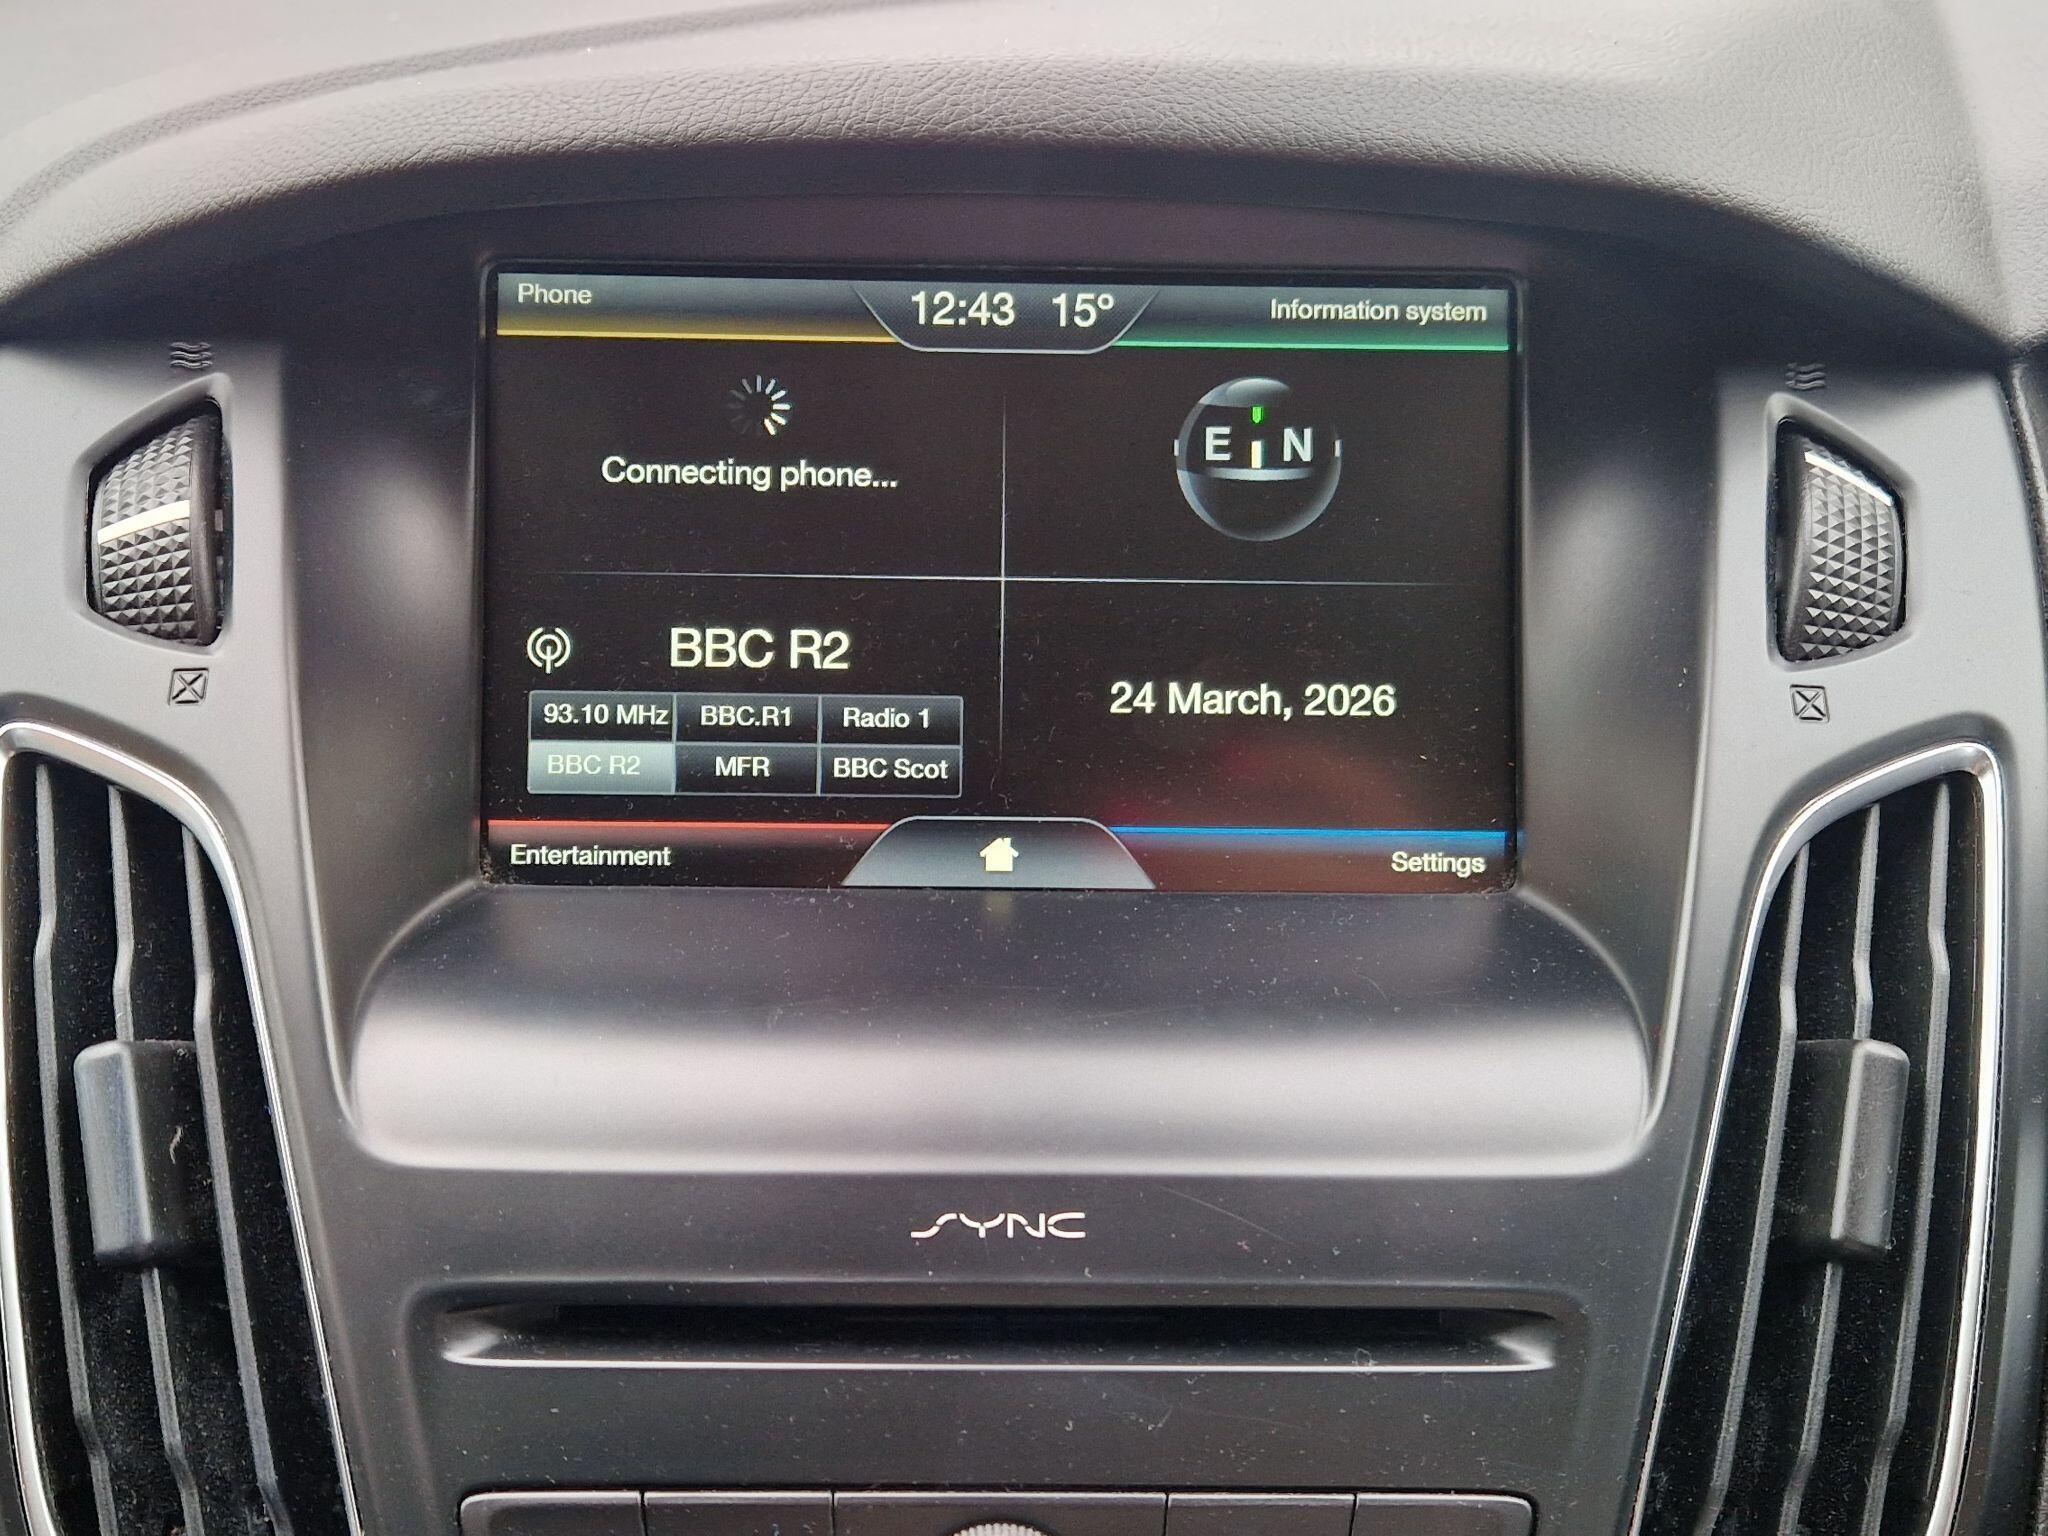 Phone
12:43 15°
Information system
Connecting phone...
E N
BBC R2
93.10 MHz BBC.R1 Radio 1
BBC R2 MFR BBC Scot
24 March, 2026
Entertainment
Settings
SYNC